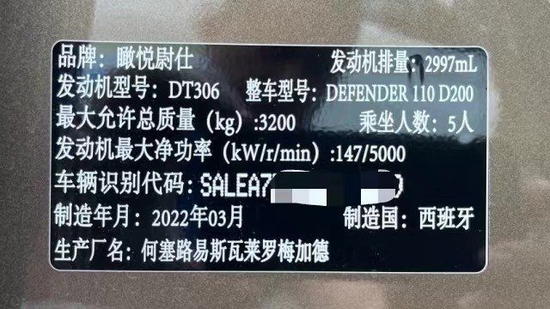 品牌：瞰悦尉仕 发动机排量：2997mL
发动机型号：DT306 整车型号：DEFENDER 110 D200
最大允许总质量（kg）:3200 乘坐人数：5人
发动机最大净功率（kW/r/min）:147/5000
车辆识别代码：SALEA7
制造年月：2022年03月 制造国：西班牙
生产厂名：何塞路易斯瓦莱罗梅加德